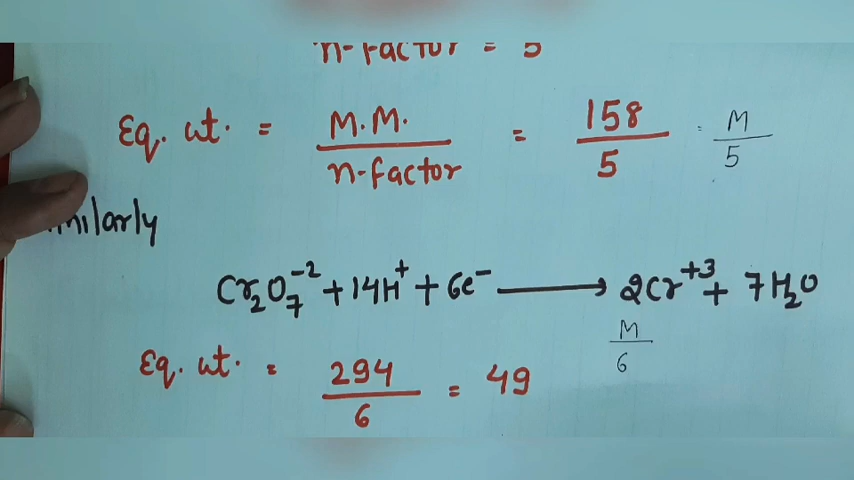 n-factor = 5
Eq. wt. = M.M. / n-factor = 158 / 5 = M / 5
Cr₂O₇⁻² + 14H⁺ + 6e⁻ ⟶ 2Cr⁺³ + 7H₂O
M / 6
Eq. wt. = 294 / 6 = 49